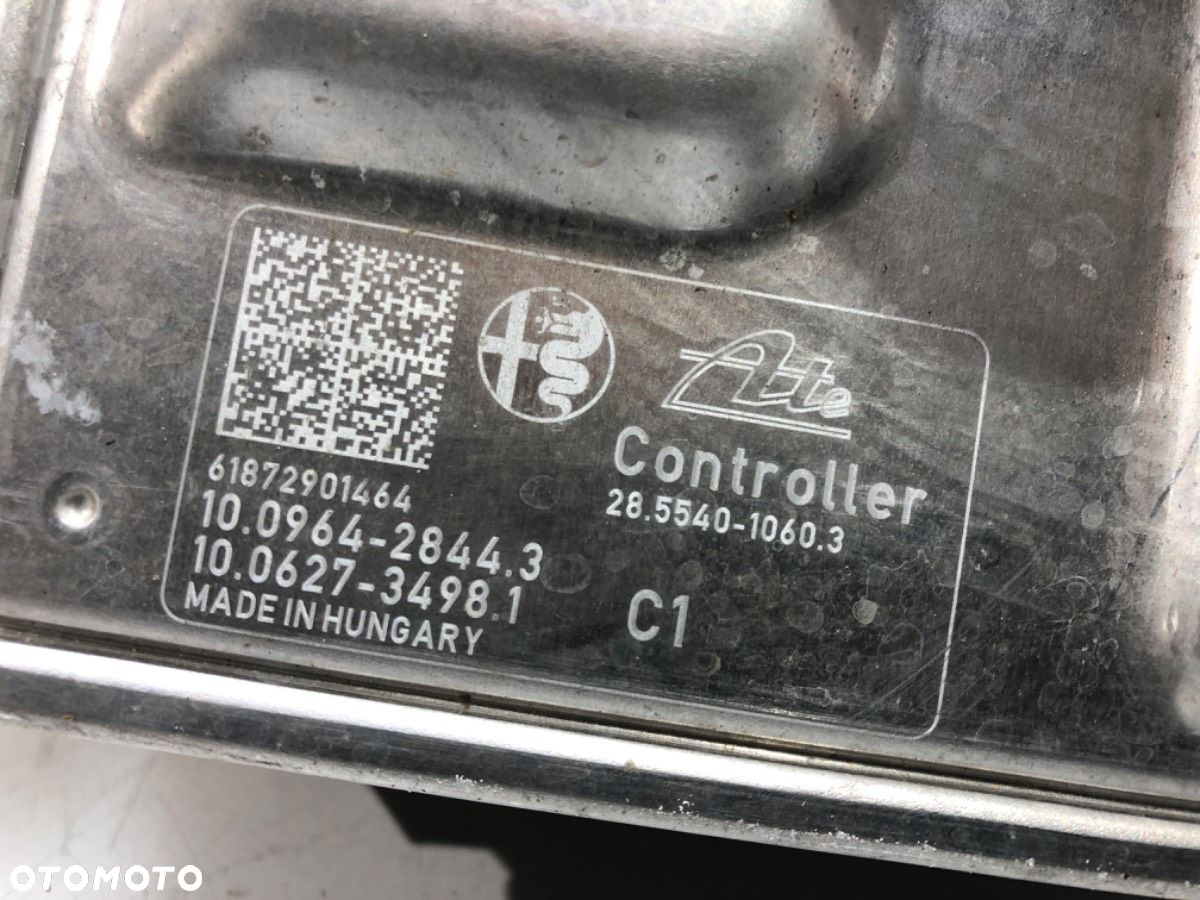 Ate
Controller
28.5540-1060.3
61872901464
10.0964-2844.3
10.0627-3498.1
MADE IN HUNGARY
C1
OTOMOTO